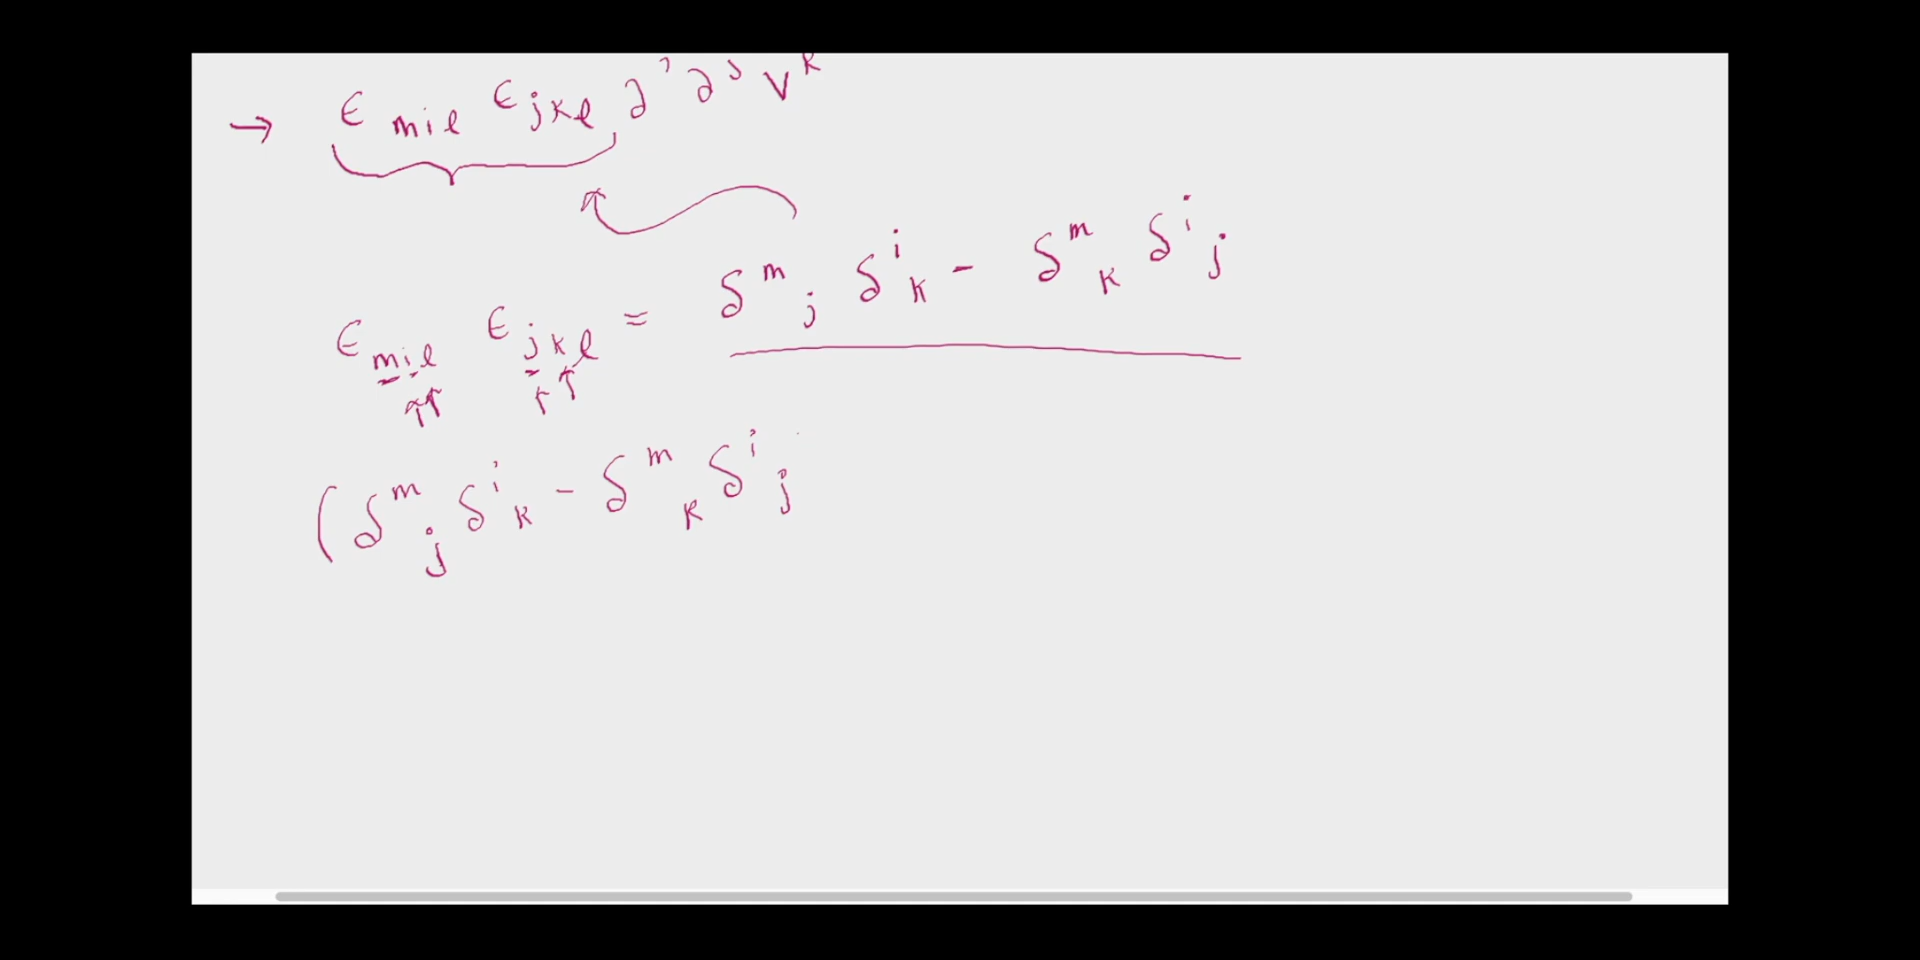 → ϵ_{mil} ϵ_{jkl} ∂^i ∂^j V^k
ϵ_{mil} ϵ_{jkl} = δ^m_j δ^i_k - δ^m_k δ^i_j
(δ^m_j δ^i_k - δ^m_k δ^i_j